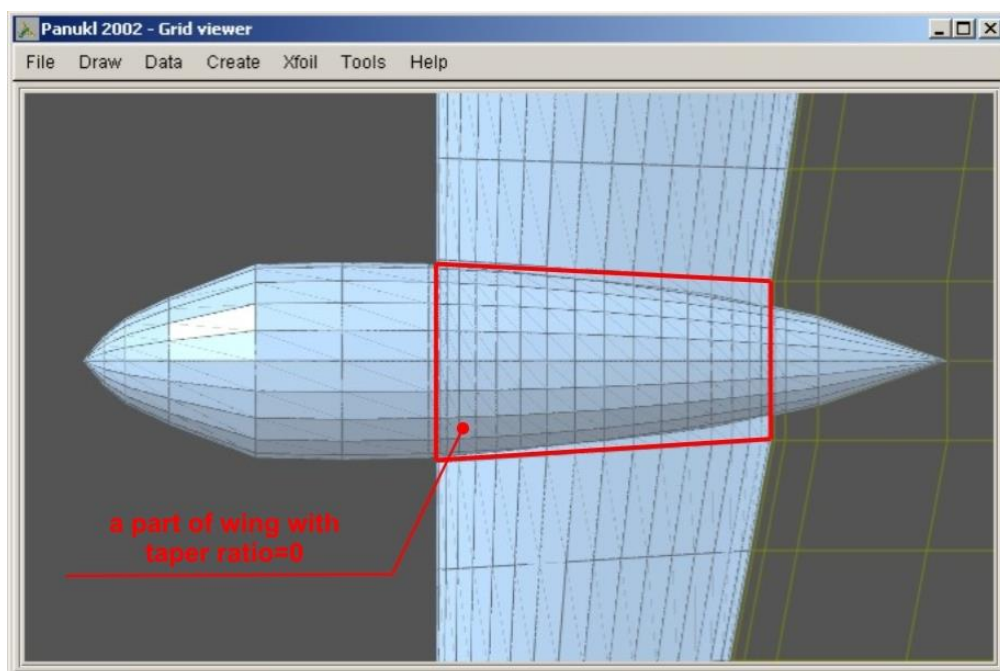 Panukl 2002 - Grid viewer
File Draw Data Create Xfoil Tools Help
a part of wing with
taper ratio=0